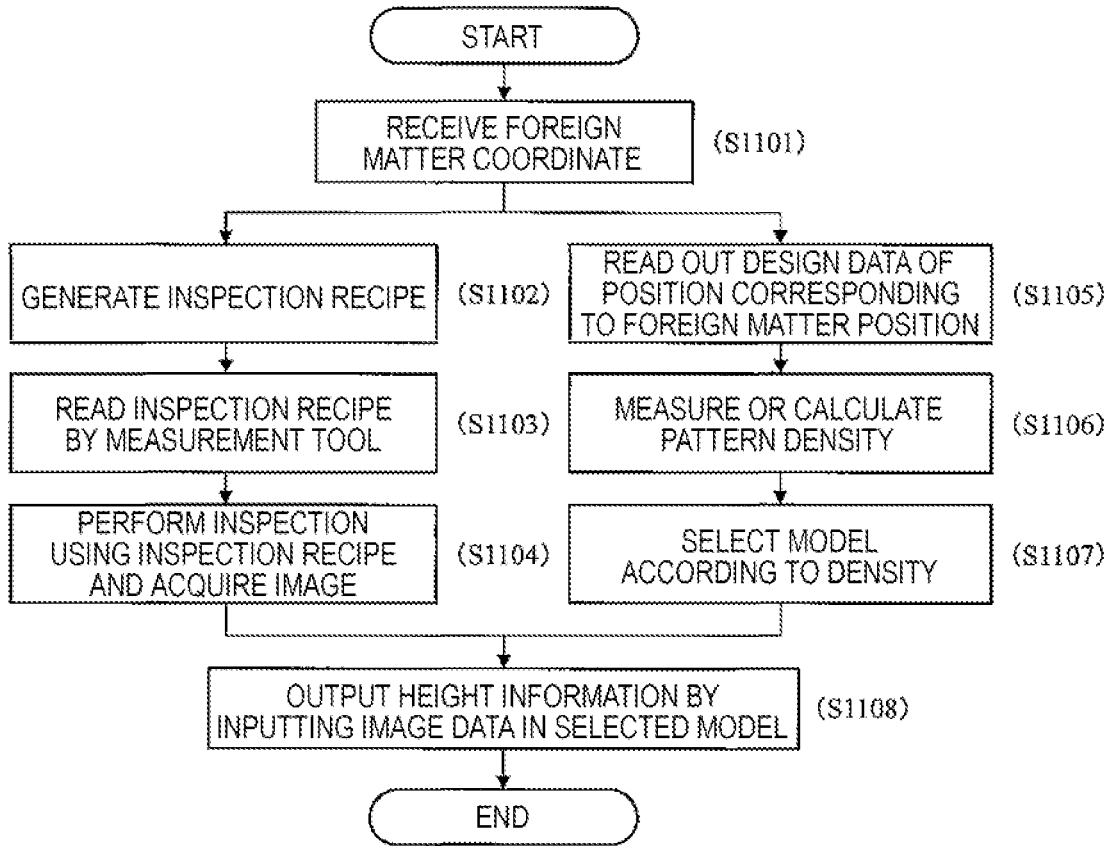 START
RECEIVE FOREIGN
MATTER COORDINATE
(S1101)
GENERATE INSPECTION RECIPE
(S1102)
READ INSPECTION RECIPE
BY MEASUREMENT TOOL
(S1103)
PERFORM INSPECTION
USING INSPECTION RECIPE
AND ACQUIRE IMAGE
(S1104)
READ OUT DESIGN DATA OF
POSITION CORRESPONDING
TO FOREIGN MATTER POSITION
(S1105)
MEASURE OR CALCULATE
PATTERN DENSITY
(S1106)
SELECT MODEL
ACCORDING TO DENSITY
(S1107)
OUTPUT HEIGHT INFORMATION BY
INPUTTING IMAGE DATA IN SELECTED MODEL
(S1108)
END